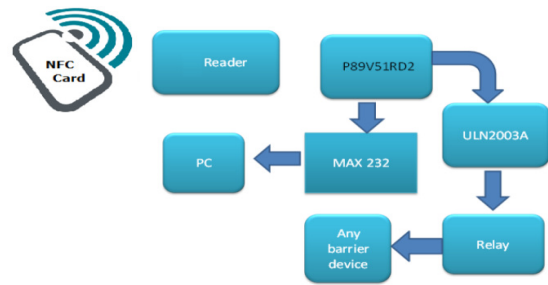 NFC
Card
Reader
P89V51RD2
ULN2003A
PC
MAX 232
Any
barrier
device
Relay